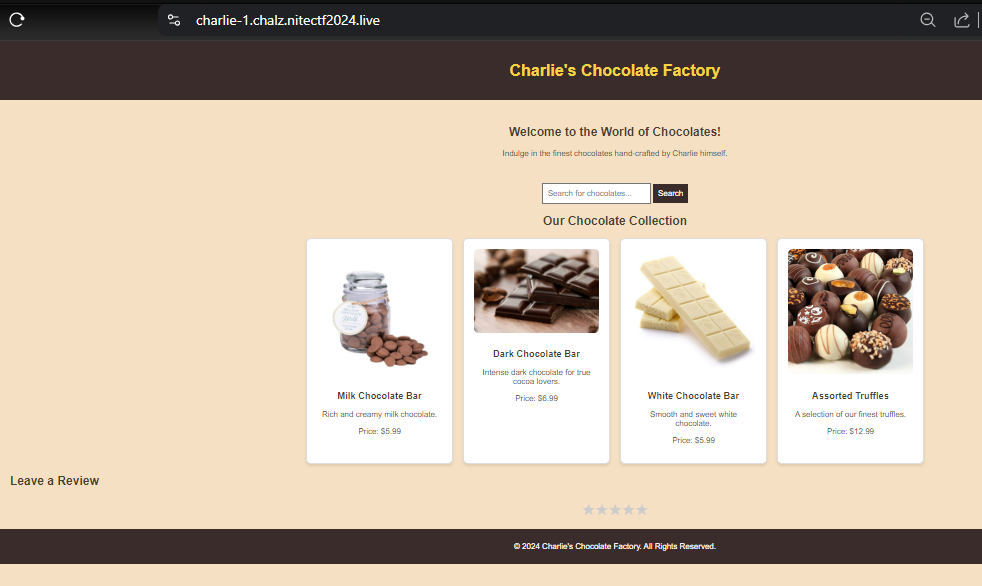 charlie-1.chalz.nitectf2024.live
Charlie's Chocolate Factory
Welcome to the World of Chocolates!
Indulge in the finest chocolates hand-crafted by Charlie himself.
Search for chocolates...
Search
Our Chocolate Collection
Milk Chocolate Bar
Rich and creamy milk chocolate.
Price: $5.99
Dark Chocolate Bar
Intense dark chocolate for true
cocoa lovers.
Price: $6.99
White Chocolate Bar
Smooth and sweet white
chocolate.
Price: $5.99
Assorted Truffles
A selection of our finest truffles.
Price: $12.99
Leave a Review
© 2024 Charlie's Chocolate Factory. All Rights Reserved.